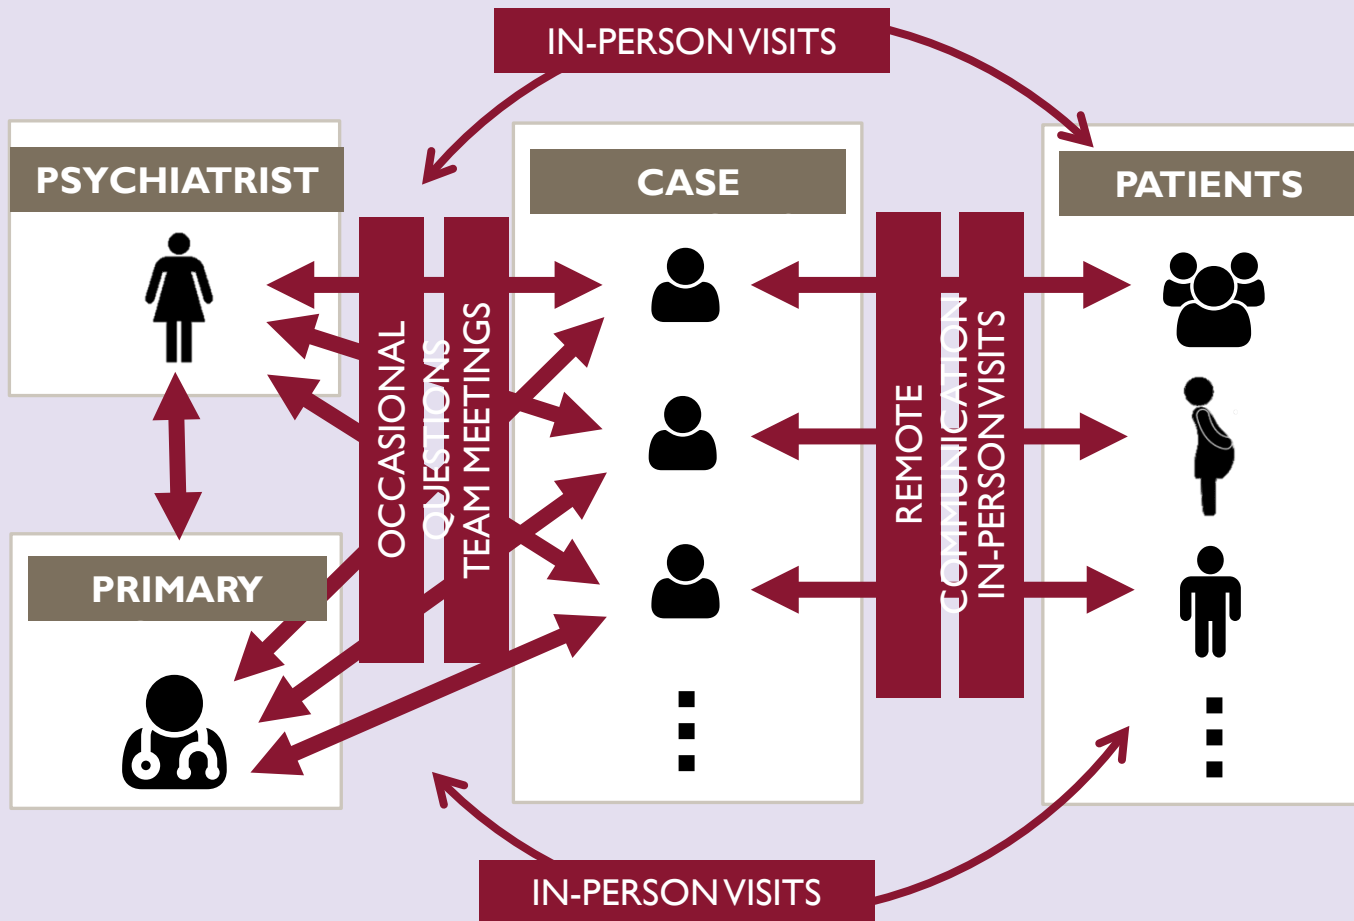 IN-PERSON VISITS
PSYCHIATRIST
CASE
PATIENTS
OCCASIONAL
QUESTIONS
TEAM MEETINGS
REMOTE
COMMUNICATION
IN-PERSON VISITS
PRIMARY
IN-PERSON VISITS